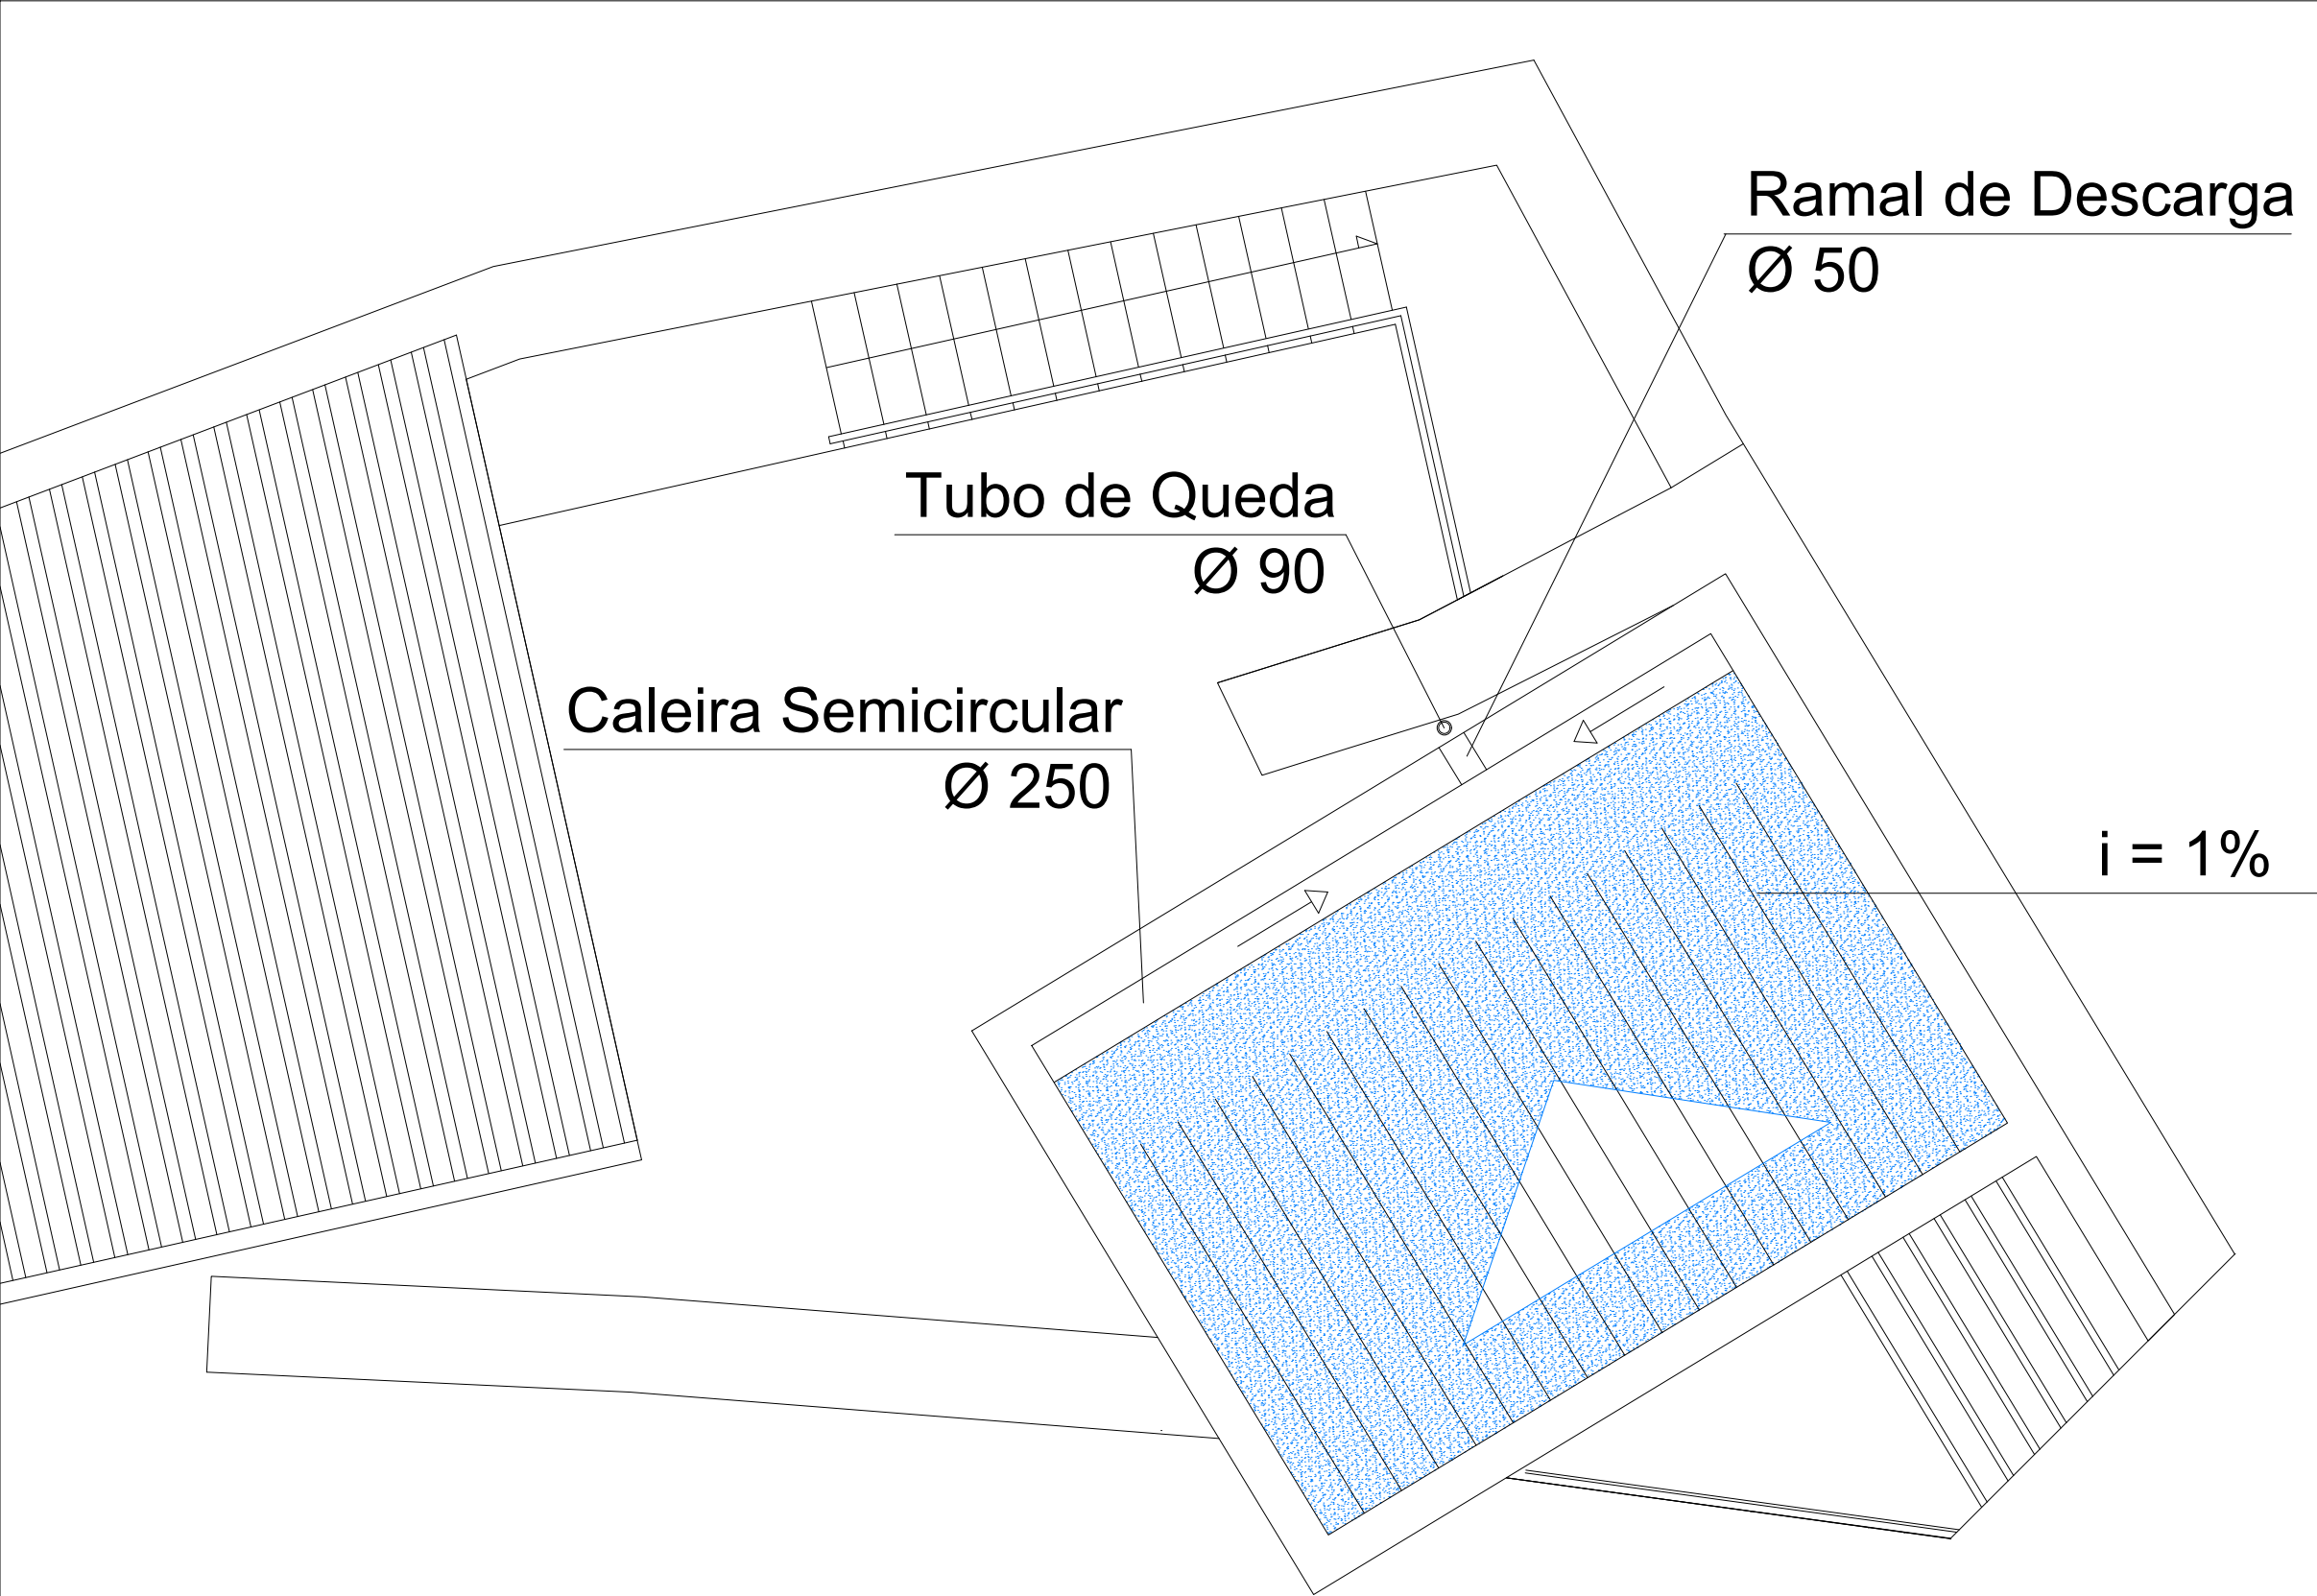 Ramal de Descarga
Ø 50
Tubo de Queda
Ø 90
Caleira Semicircular
Ø 250
i = 1%